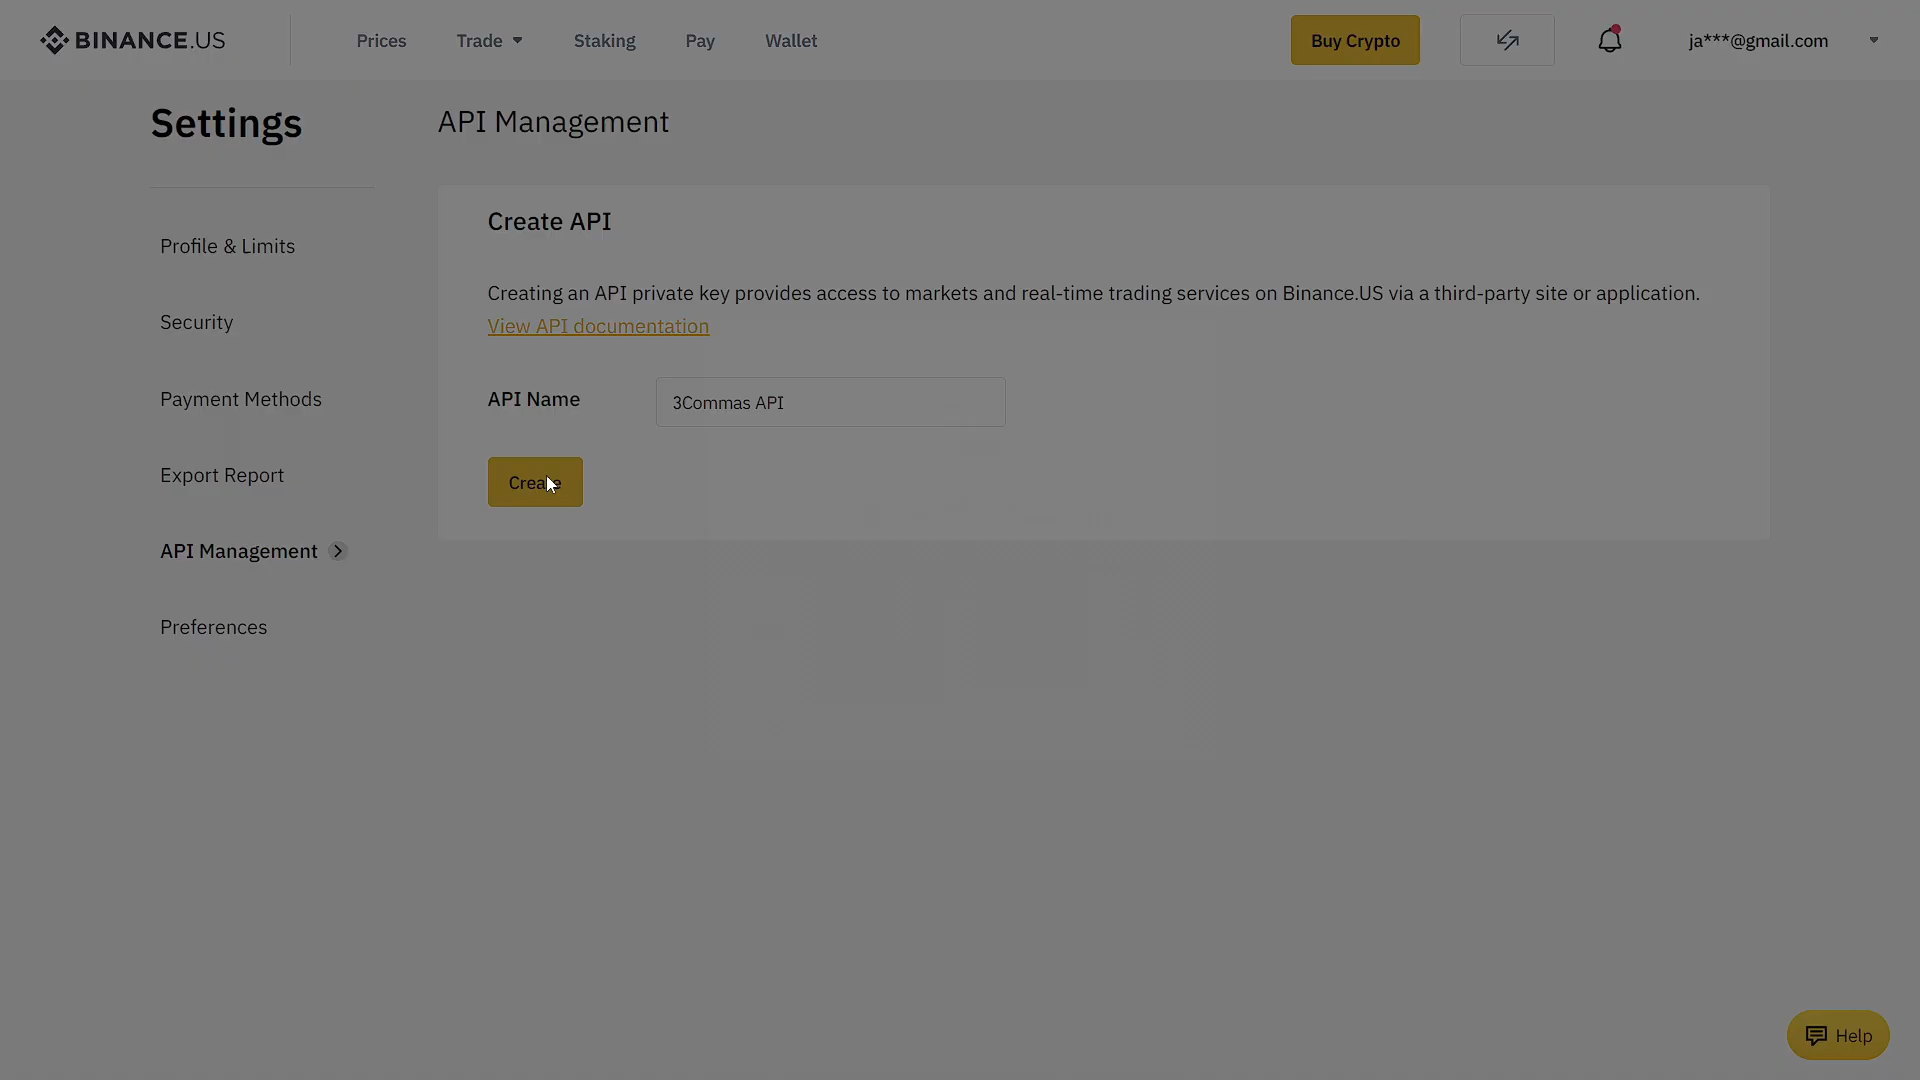 BINANCE.US
Prices
Trade
Staking
Pay
Wallet
Buy Crypto
ja***@gmail.com
Settings
API Management
Profile & Limits
Security
Payment Methods
Export Report
API Management
Preferences
Create API
Creating an API private key provides access to markets and real-time trading services on Binance.US via a third-party site or application.
View API documentation
API Name
3Commas API
Create
Help